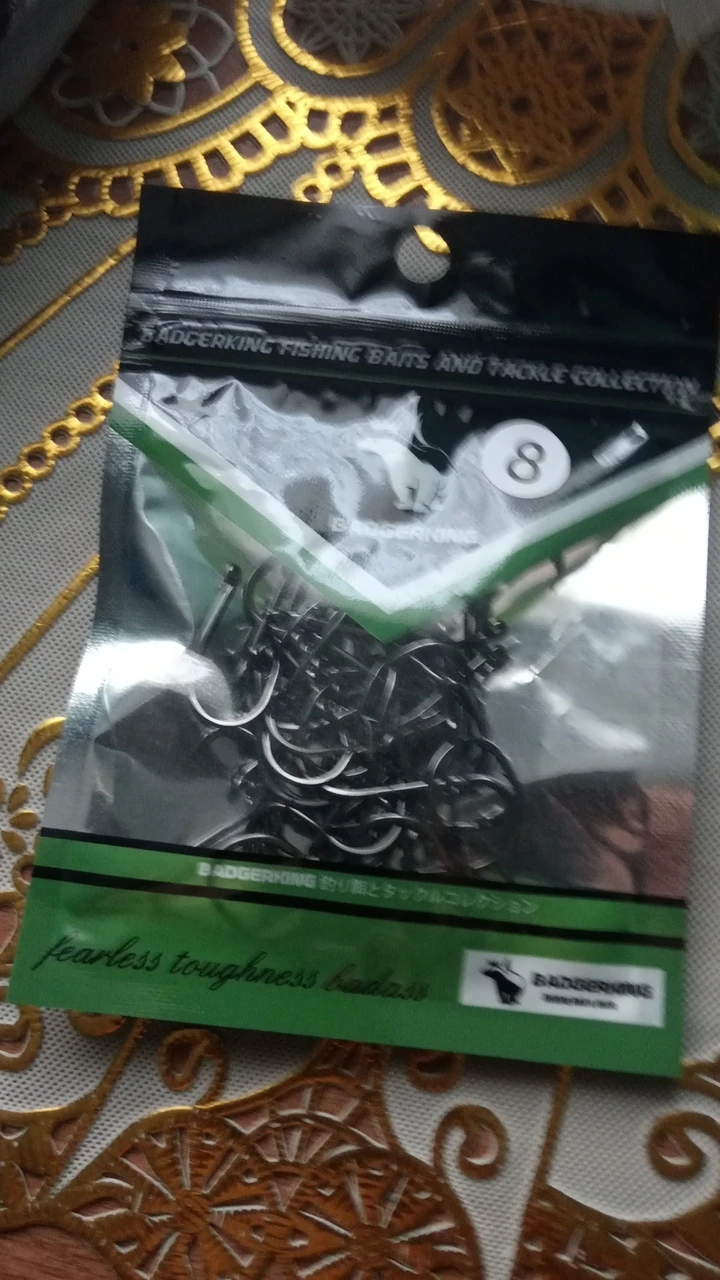 BADGERKING FISHING BAITS AND TACKLE COLLECTION
8
BADGERKING
BADGERKING 釣り餌とタックルコレクション
fearless toughness badass
BADGERKING